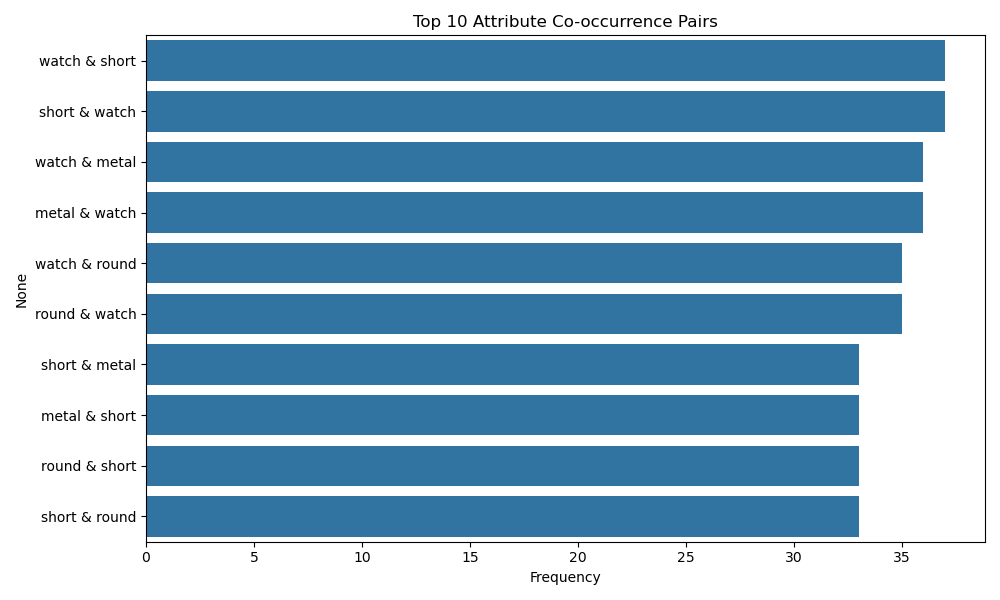 Top 10 Attribute Co-occurrence Pairs
watch & short
short & watch
watch & metal
metal & watch
watch & round
round & watch
short & metal
metal & short
round & short
short & round
None
0 5 10 15 20 25 30 35
Frequency